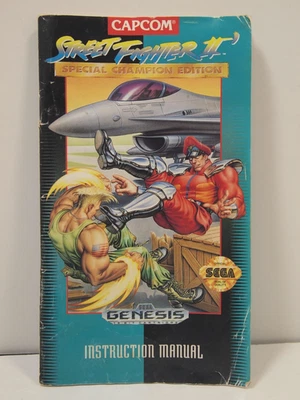 CAPCOM
STREET FIGHTER II'
SPECIAL CHAMPION EDITION
SEGA
GENESIS
INSTRUCTION MANUAL